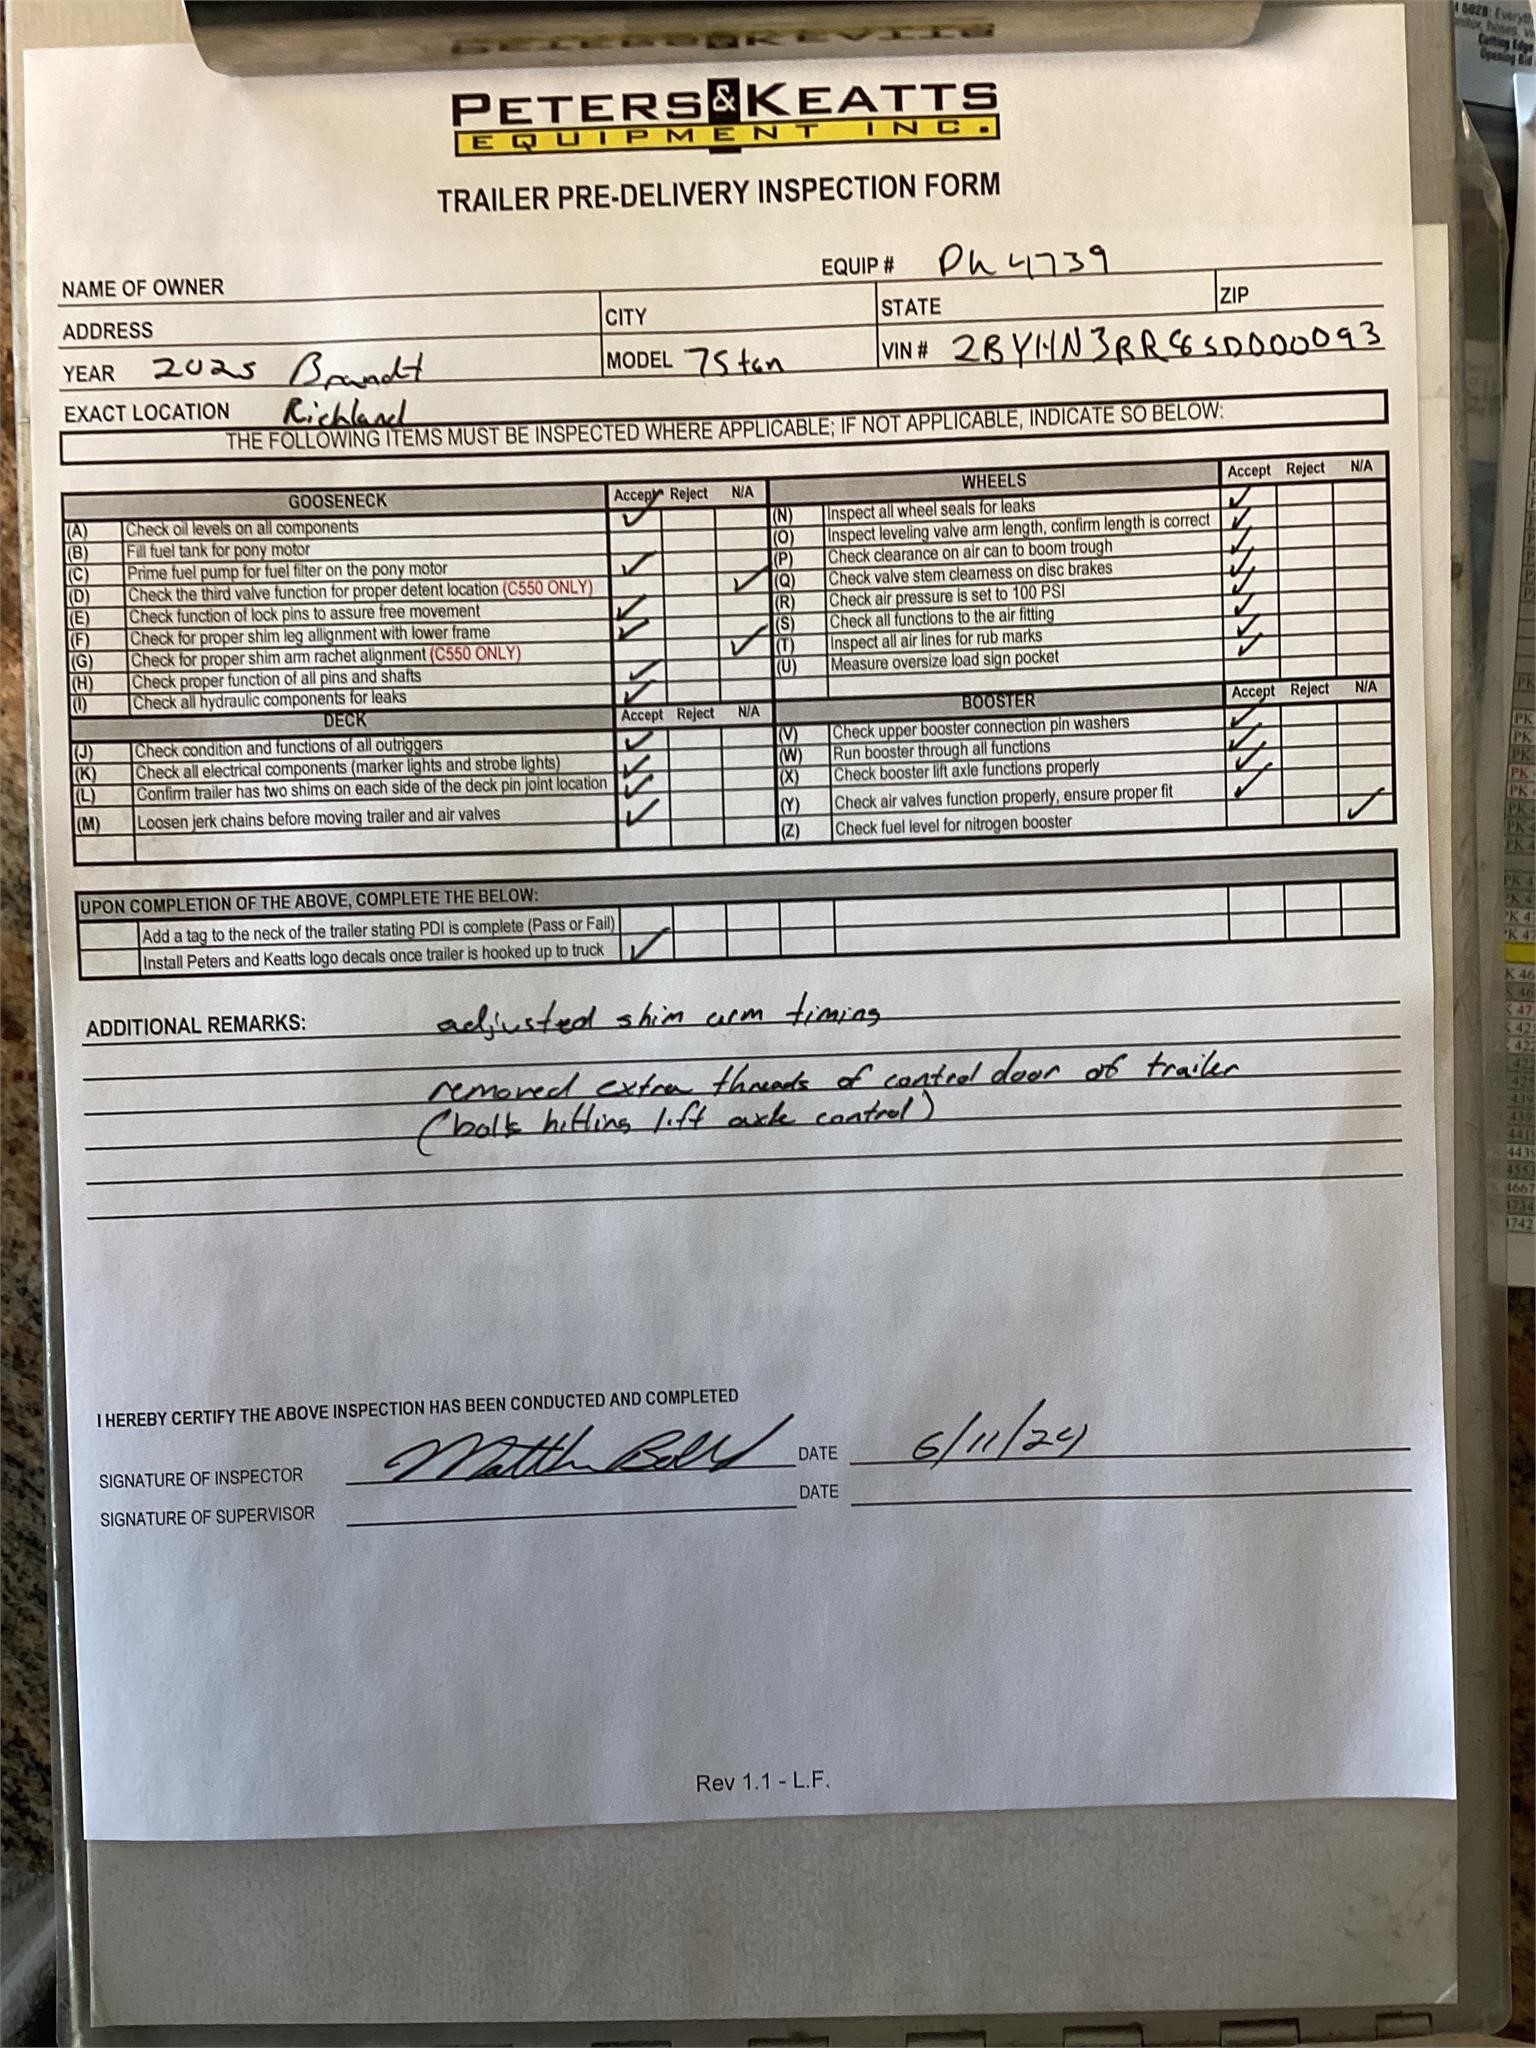 PETERS & KEATTS
EQUIPMENT INC.
TRAILER PRE-DELIVERY INSPECTION FORM
EQUIP # PK 4739
NAME OF OWNER
ADDRESS CITY STATE ZIP
YEAR 2025 Brandt MODEL 75 ton VIN # 2BYHN3RR8SD000093
EXACT LOCATION Richland
THE FOLLOWING ITEMS MUST BE INSPECTED WHERE APPLICABLE; IF NOT APPLICABLE, INDICATE SO BELOW:
GOOSENECK Accept Reject N/A
(A) Check oil levels on all components ✓
(B) Fill fuel tank for pony motor
(C) Prime fuel pump for fuel filter on the pony motor ✓
(D) Check the third valve function for proper detent location (C550 ONLY) ✓
(E) Check function of lock pins to assure free movement ✓
(F) Check for proper shim leg allignment with lower frame ✓
(G) Check for proper shim arm rachet alignment (C550 ONLY) ✓
(H) Check proper function of all pins and shafts ✓
(I) Check all hydraulic components for leaks ✓
DECK Accept Reject N/A
(J) Check condition and functions of all outriggers ✓
(K) Check all electrical components (marker lights and strobe lights) ✓
(L) Confirm trailer has two shims on each side of the deck pin joint location ✓
(M) Loosen jerk chains before moving trailer and air valves ✓
WHEELS Accept Reject N/A
(N) Inspect all wheel seals for leaks ✓
(O) Inspect leveling valve arm length, confirm length is correct ✓
(P) Check clearance on air can to boom trough ✓
(Q) Check valve stem clearness on disc brakes ✓
(R) Check air pressure is set to 100 PSI ✓
(S) Check all functions to the air fitting ✓
(T) Inspect all air lines for rub marks ✓
(U) Measure oversize load sign pocket ✓
BOOSTER Accept Reject N/A
(V) Check upper booster connection pin washers ✓
(W) Run booster through all functions ✓
(X) Check booster lift axle functions properly ✓
(Y) Check air valves function properly, ensure proper fit ✓
(Z) Check fuel level for nitrogen booster ✓
UPON COMPLETION OF THE ABOVE, COMPLETE THE BELOW:
Add a tag to the neck of the trailer stating PDI is complete (Pass or Fail)
Install Peters and Keatts logo decals once trailer is hooked up to truck ✓
ADDITIONAL REMARKS: adjusted shim arm timing
removed extra threads of control door of trailer
(bolts hitting lift axle control)
I HEREBY CERTIFY THE ABOVE INSPECTION HAS BEEN CONDUCTED AND COMPLETED
SIGNATURE OF INSPECTOR DATE 6/11/24
SIGNATURE OF SUPERVISOR DATE
Rev 1.1 - L.F.